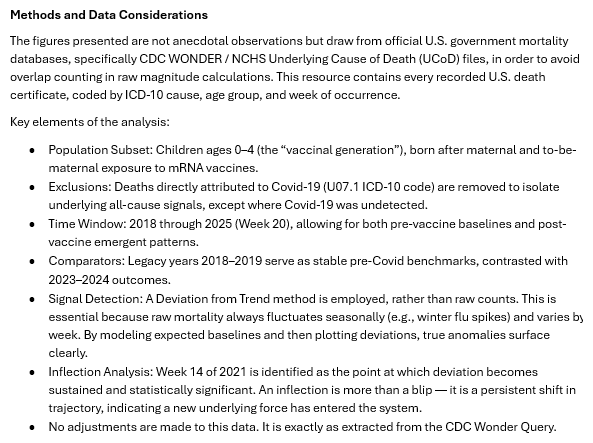 Methods and Data Considerations
The figures presented are not anecdotal observations but draw from official U.S. government mortality
databases, specifically CDC WONDER / NCHS Underlying Cause of Death (UCoD) files, in order to avoid
overlap counting in raw magnitude calculations. This resource contains every recorded U.S. death
certificate, coded by ICD-10 cause, age group, and week of occurrence.
Key elements of the analysis:
• Population Subset: Children ages 0–4 (the “vaccinal generation”), born after maternal and to-be-
maternal exposure to mRNA vaccines.
• Exclusions: Deaths directly attributed to Covid-19 (U07.1 ICD-10 code) are removed to isolate
underlying all-cause signals, except where Covid-19 was undetected.
• Time Window: 2018 through 2025 (Week 20), allowing for both pre-vaccine baselines and post-
vaccine emergent patterns.
• Comparators: Legacy years 2018–2019 serve as stable pre-Covid benchmarks, contrasted with
2023–2024 outcomes.
• Signal Detection: A Deviation from Trend method is employed, rather than raw counts. This is
essential because raw mortality always fluctuates seasonally (e.g., winter flu spikes) and varies by
week. By modeling expected baselines and then plotting deviations, true anomalies surface
clearly.
• Inflection Analysis: Week 14 of 2021 is identified as the point at which deviation becomes
sustained and statistically significant. An inflection is more than a blip — it is a persistent shift in
trajectory, indicating a new underlying force has entered the system.
• No adjustments are made to this data. It is exactly as extracted from the CDC Wonder Query.